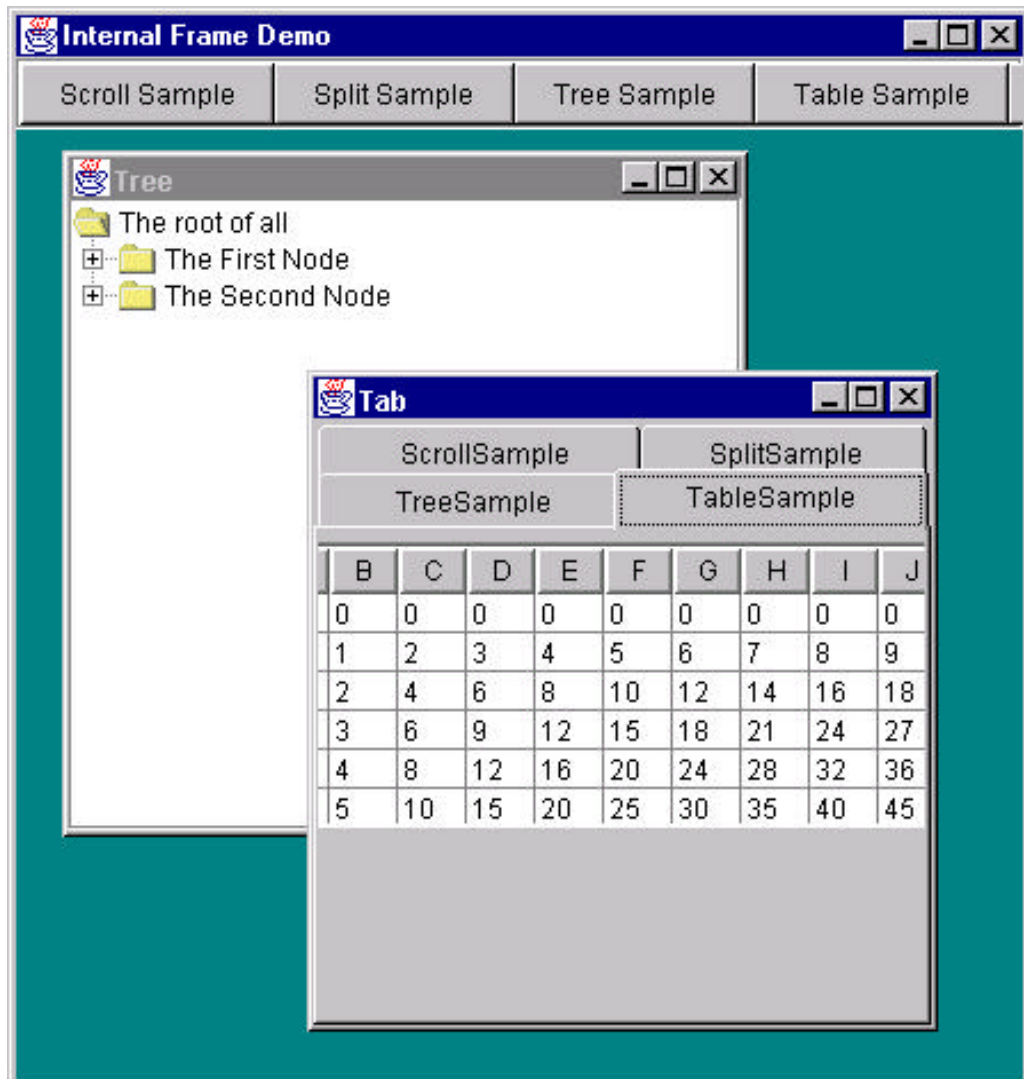 Internal Frame Demo
Scroll Sample Split Sample Tree Sample Table Sample
Tree
The root of all
The First Node
The Second Node
Tab
ScrollSample SplitSample
TreeSample TableSample
B C D E F G H I J
0 0 0 0 0 0 0 0 0
1 2 3 4 5 6 7 8 9
2 4 6 8 10 12 14 16 18
3 6 9 12 15 18 21 24 27
4 8 12 16 20 24 28 32 36
5 10 15 20 25 30 35 40 45